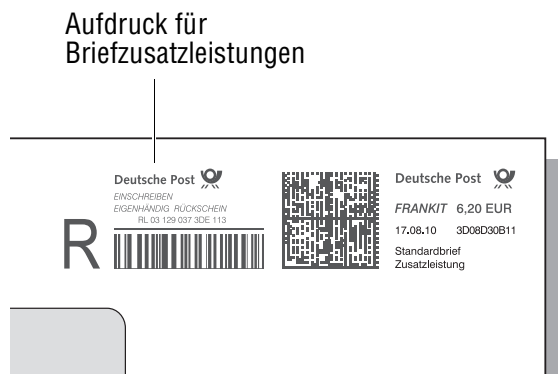 Aufdruck für
Briefzusatzleistungen
Deutsche Post
EINSCHREIBEN
EIGENHÄNDIG RÜCKSCHEIN
RL 03 129 037 3DE 113
R
Deutsche Post
FRANKIT 6,20 EUR
17.08.10 3D08D30B11
Standardbrief
Zusatzleistung